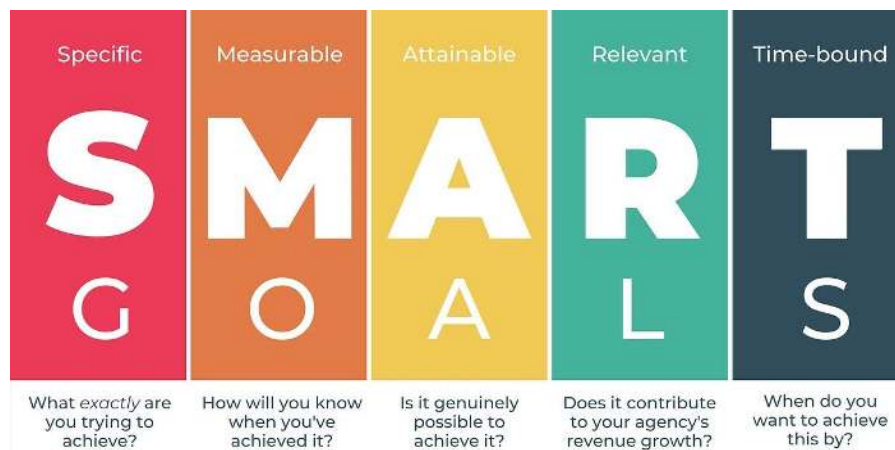 Specific
Measurable
Attainable
Relevant
Time-bound
S M A R T
G O A L S
What exactly are
you trying to
achieve?
How will you know
when you've
achieved it?
Is it genuinely
possible to
achieve it?
Does it contribute
to your agency's
revenue growth?
When do you
want to achieve
this by?